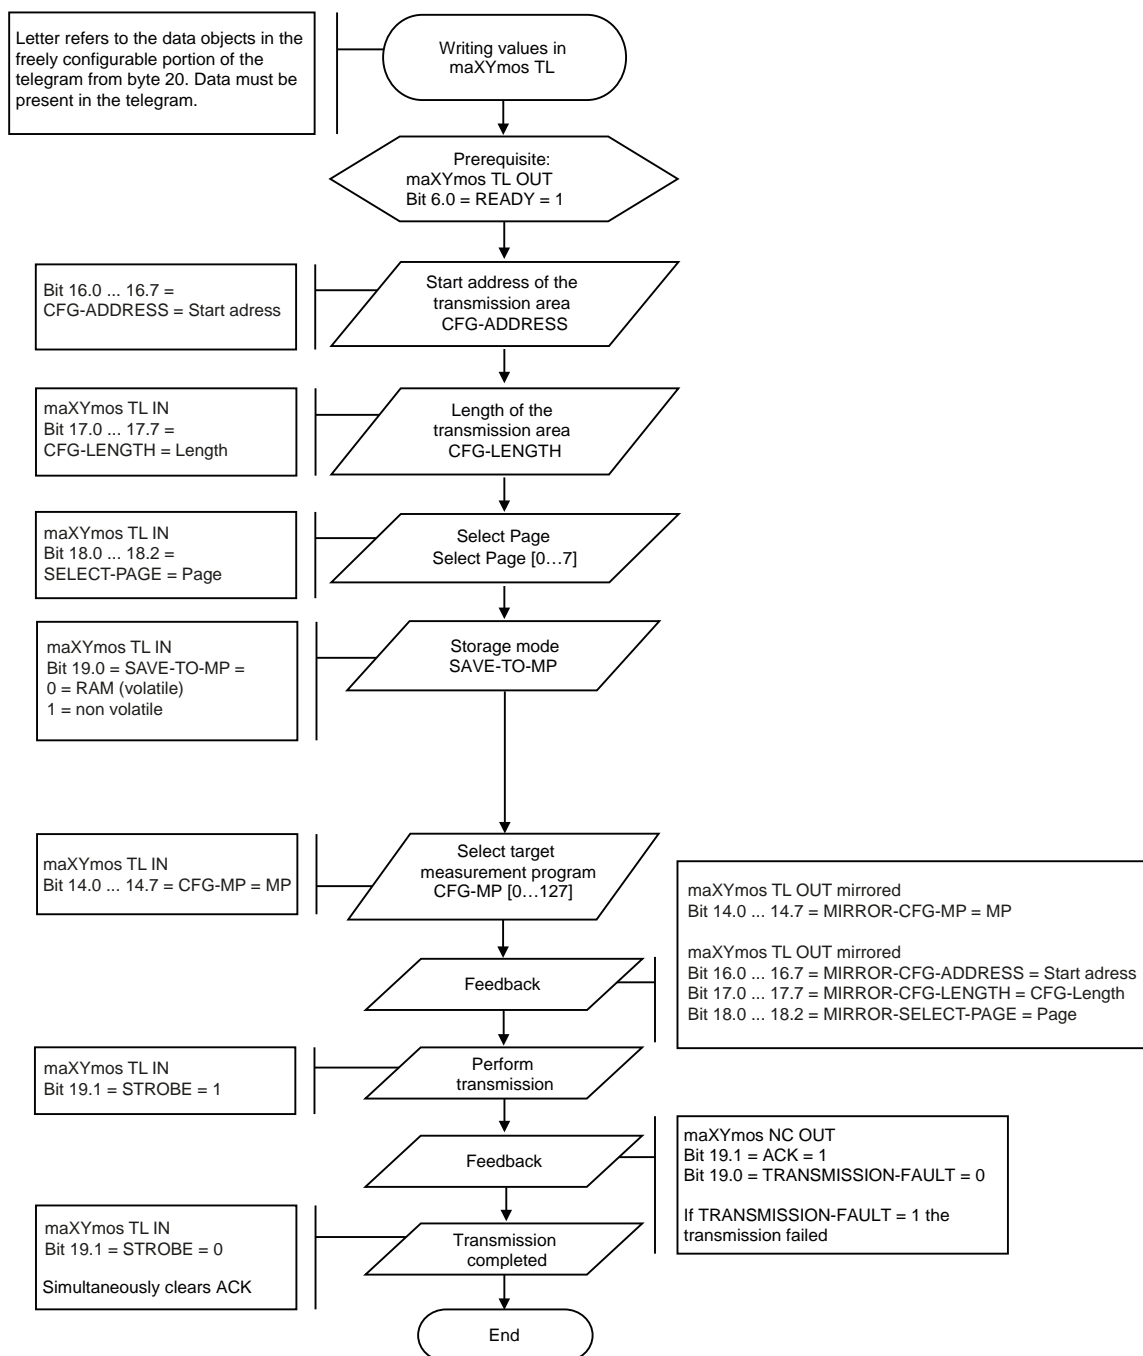 Letter refers to the data objects in the
freely configurable portion of the
telegram from byte 20. Data must be
present in the telegram.
Writing values in
maXYmos TL
Prerequisite:
maXYmos TL OUT
Bit 6.0 = READY = 1
Bit 16.0 ... 16.7 =
CFG-ADDRESS = Start adress
Start address of the
transmission area
CFG-ADDRESS
maXYmos TL IN
Bit 17.0 ... 17.7 =
CFG-LENGTH = Length
Length of the
transmission area
CFG-LENGTH
maXYmos TL IN
Bit 18.0 ... 18.2 =
SELECT-PAGE = Page
Select Page
Select Page [0…7]
maXYmos TL IN
Bit 19.0 = SAVE-TO-MP =
0 = RAM (volatile)
1 = non volatile
Storage mode
SAVE-TO-MP
maXYmos TL IN
Bit 14.0 ... 14.7 = CFG-MP = MP
Select target
measurement program
CFG-MP [0…127]
maXYmos TL OUT mirrored
Bit 14.0 ... 14.7 = MIRROR-CFG-MP = MP
maXYmos TL OUT mirrored
Bit 16.0 ... 16.7 = MIRROR-CFG-ADDRESS = Start adress
Bit 17.0 ... 17.7 = MIRROR-CFG-LENGTH = CFG-Length
Bit 18.0 ... 18.2 = MIRROR-SELECT-PAGE = Page
Feedback
maXYmos TL IN
Bit 19.1 = STROBE = 1
Perform
transmission
maXYmos NC OUT
Bit 19.1 = ACK = 1
Bit 19.0 = TRANSMISSION-FAULT = 0
If TRANSMISSION-FAULT = 1 the
transmission failed
Feedback
maXYmos TL IN
Bit 19.1 = STROBE = 0
Simultaneously clears ACK
Transmission
completed
End